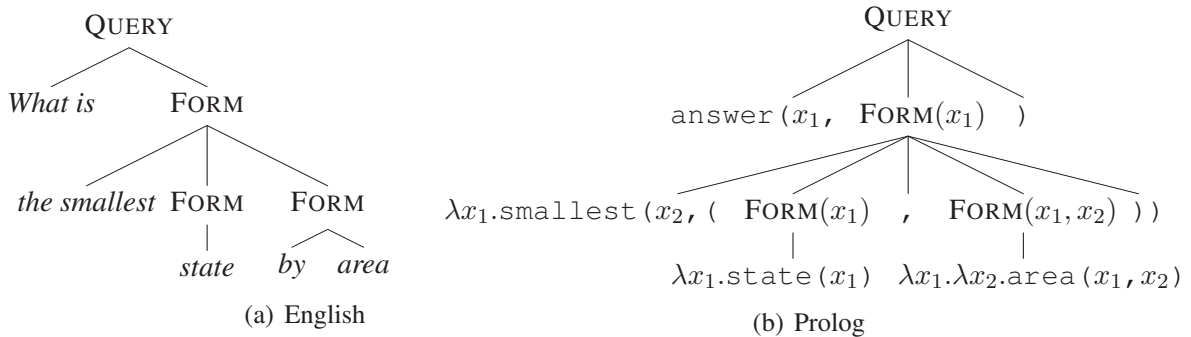 QUERY
What is FORM
the smallest FORM FORM
state by area
(a) English
QUERY
answer(x₁, FORM(x₁) )
λx₁.smallest(x₂,( FORM(x₁) , FORM(x₁, x₂) ))
λx₁.state(x₁) λx₁.λx₂.area(x₁,x₂)
(b) Prolog